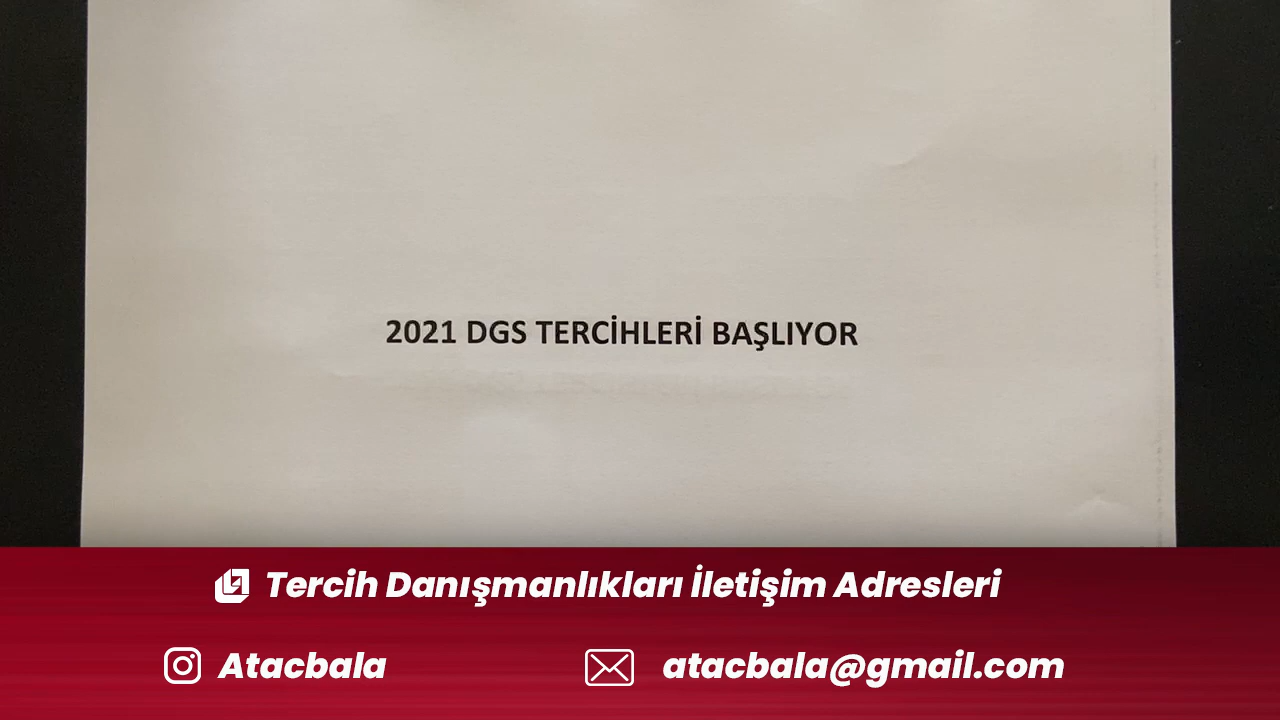 2021 DGS TERCİHLERİ BAŞLIYOR
Tercih Danışmanlıkları İletişim Adresleri
Atacbala
atacbala@gmail.com